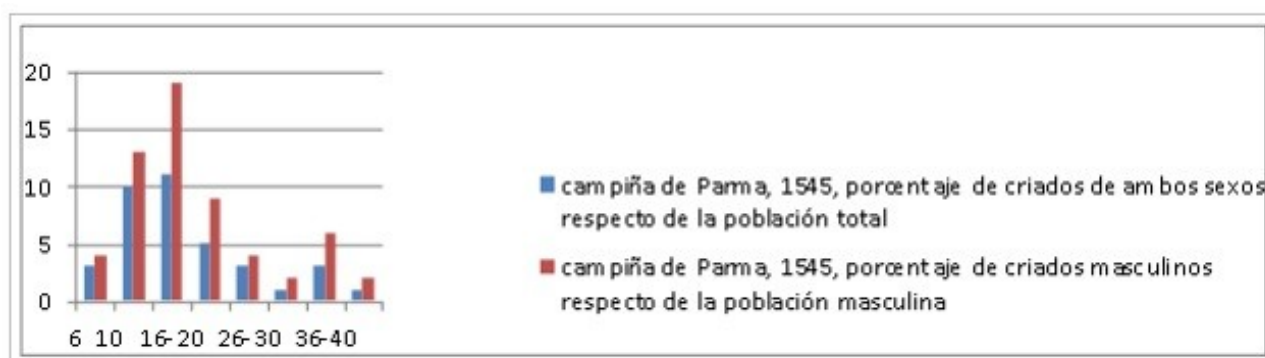 20
15
10
5
0
6 10 16-20 26-30 36-40
campiña de Parma, 1545, porcentaje de criados de ambos sexos
respecto de la población total
campiña de Parma, 1545, porcentaje de criados masculinos
respecto de la población masculina